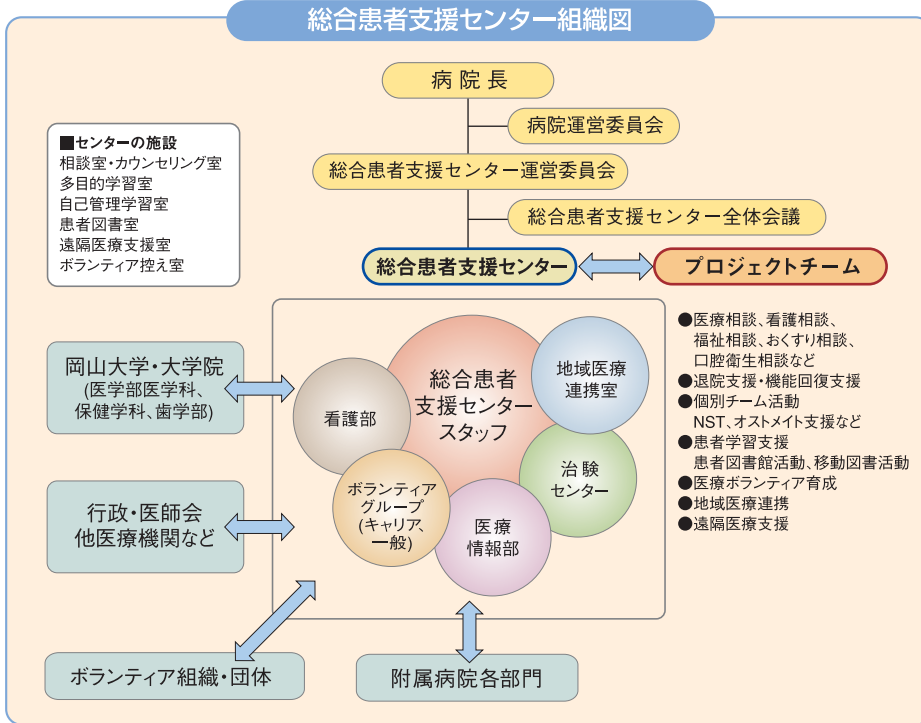 総合患者支援センター組織図
病院長
病院運営委員会
総合患者支援センター運営委員会
総合患者支援センター全体会議
総合患者支援センター
プロジェクトチーム
■センターの施設
相談室・カウンセリング室
多目的学習室
自己管理学習室
患者図書室
遠隔医療支援室
ボランティア控え室
岡山大学・大学院
(医学部医学科、
保健学科、歯学部)
行政・医師会
他医療機関など
ボランティア組織・団体
附属病院各部門
総合患者
支援センター
スタッフ
地域医療
連携室
看護部
治験
センター
ボランティア
グループ
(キャリア、
一般)
医療
情報部
●医療相談、看護相談、
福祉相談、おくすり相談、
口腔衛生相談など
●退院支援・機能回復支援
●個別チーム活動
NST、オストメイト支援など
●患者学習支援
患者図書館活動、移動図書活動
●医療ボランティア育成
●地域医療連携
●遠隔医療支援